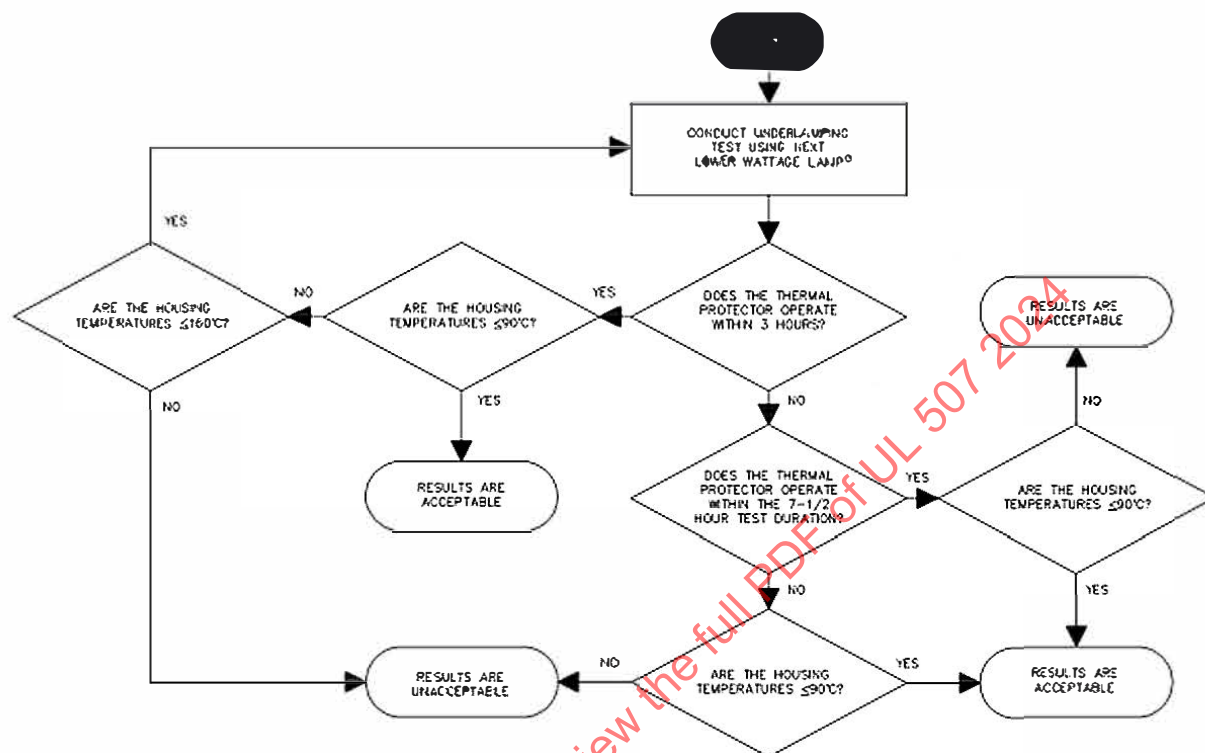 CONDUCT UNDERLAMPING
TEST USING NEXT
LOWER WATTAGE LAMP
YES
ARE THE HOUSING
TEMPERATURES ≤160°C?
NO
ARE THE HOUSING
TEMPERATURES ≤90°C?
YES
DOES THE THERMAL
PROTECTOR OPERATE
WITHIN 3 HOURS?
RESULTS ARE
UNACCEPTABLE
NO
YES
NO
NO
RESULTS ARE
ACCEPTABLE
DOES THE THERMAL
PROTECTOR OPERATE
WITHIN THE 7-1/2
HOUR TEST DURATION?
YES
ARE THE HOUSING
TEMPERATURES ≤90°C?
NO
YES
RESULTS ARE
UNACCEPTABLE
NO
ARE THE HOUSING
TEMPERATURES ≤90°C?
YES
RESULTS ARE
ACCEPTABLE
view the full PDF of UL 507 2024